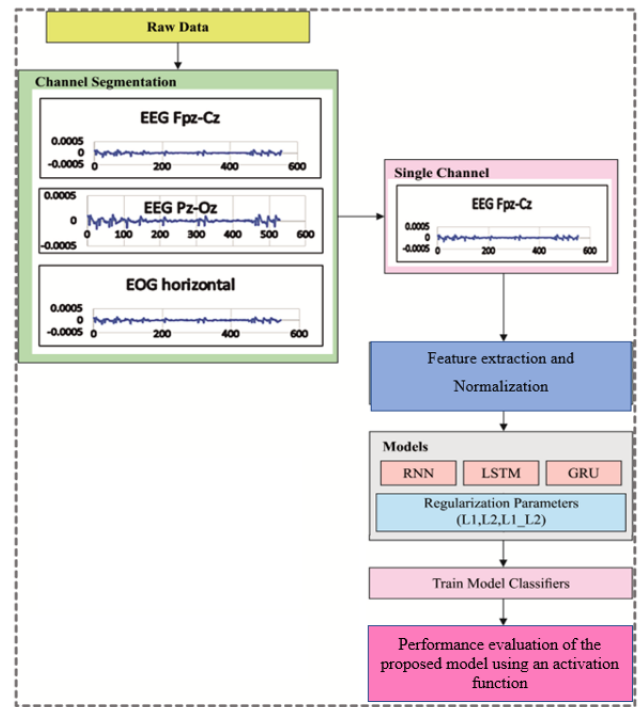 Raw Data
Channel Segmentation
EEG Fpz-Cz
0.0005
0
-0.0005
0 200 400 600
EEG Pz-Oz
0.0005
0
-0.0005
0 100 200 300 400 500 600
EOG horizontal
0.0005
0
-0.0005
0 200 400 600
Single Channel
EEG Fpz-Cz
0.0005
0
-0.0005
0 200 400 600
Feature extraction and
Normalization
Models
RNN LSTM GRU
Regularization Parameters
(L1,L2,L1_L2)
Train Model Classifiers
Performance evaluation of the
proposed model using an activation
function